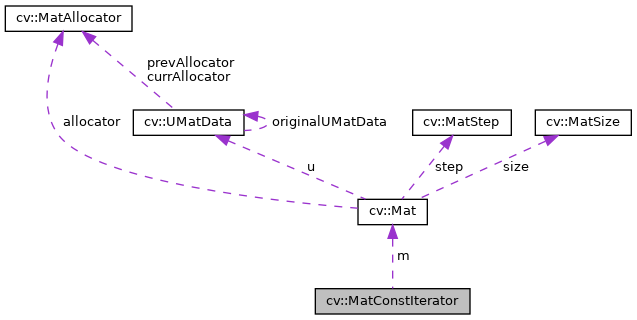 cv::MatAllocator
prevAllocator
currAllocator
allocator
cv::UMatData
originalUMatData
cv::MatStep
cv::MatSize
u
step
size
cv::Mat
m
cv::MatConstIterator